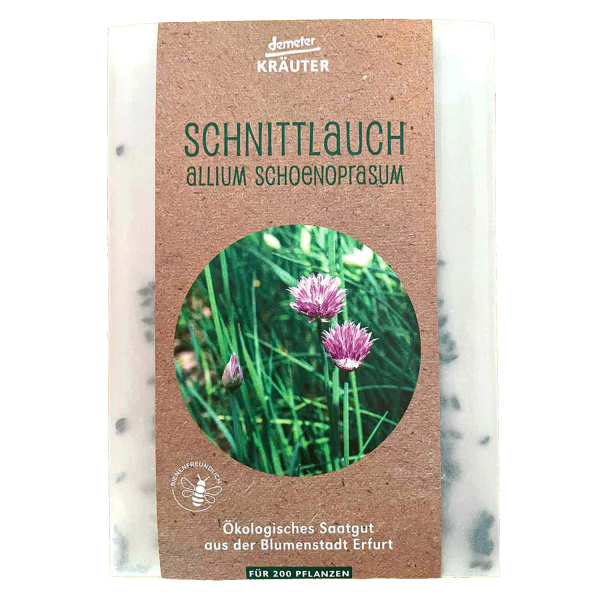 demeter
KRÄUTER
SCHNITTLAUCH
ALLIUM SCHOENOPRASUM
BIENENFREUNDLICH
Ökologisches Saatgut
aus der Blumenstadt Erfurt
FÜR 200 PFLANZEN